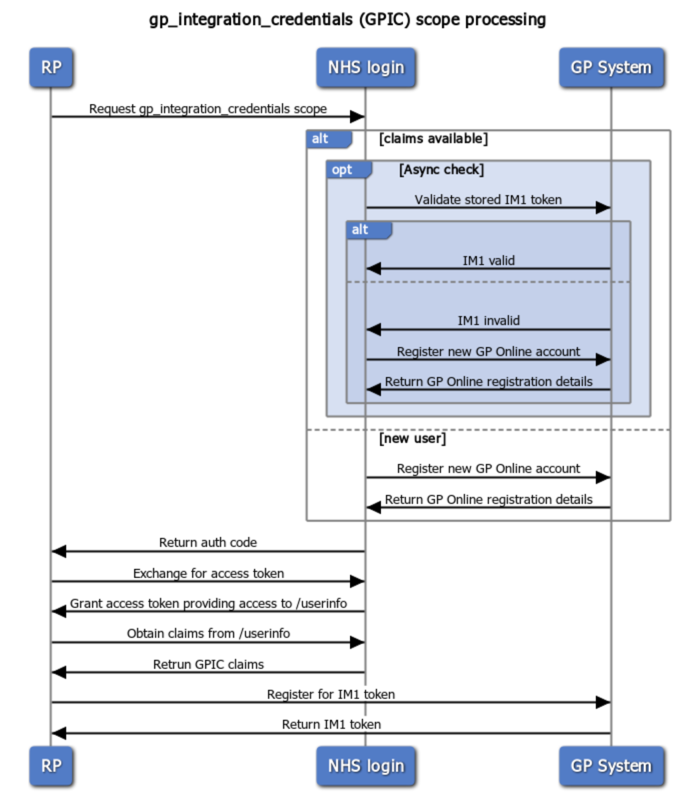 gp_integration_credentials (GPIC) scope processing
RP
NHS login
GP System
Request gp_integration_credentials scope
alt
[claims available]
opt
[Async check]
Validate stored IM1 token
alt
IM1 valid
IM1 invalid
Register new GP Online account
Return GP Online registration details
[new user]
Register new GP Online account
Return GP Online registration details
Return auth code
Exchange for access token
Grant access token providing access to /userinfo
Obtain claims from /userinfo
Retrun GPIC claims
Register for IM1 token
Return IM1 token
RP
NHS login
GP System